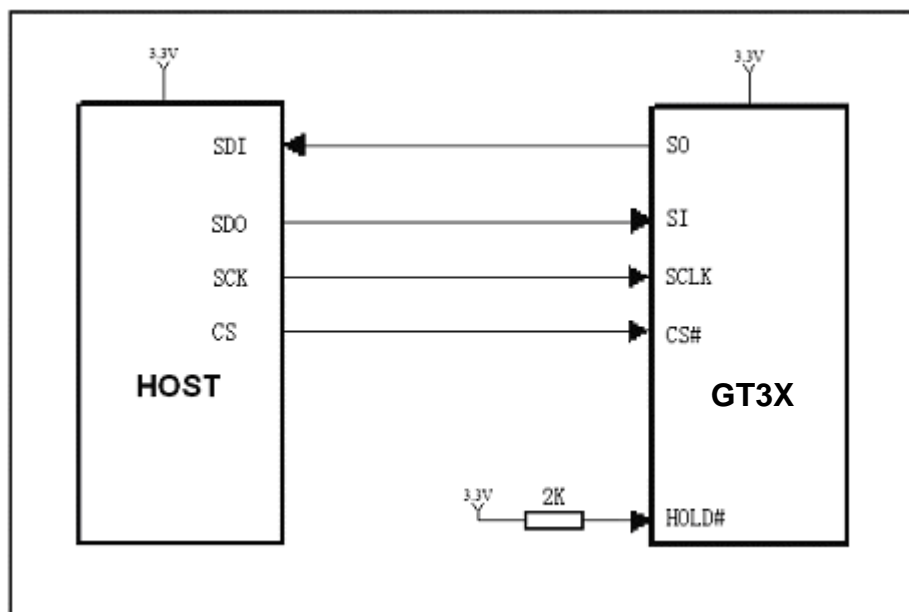 3.3V
3.3V
SDI
SO
SDO
SI
SCK
SCLK
CS
CS#
HOST
GT3X
3.3V
2K
HOLD#